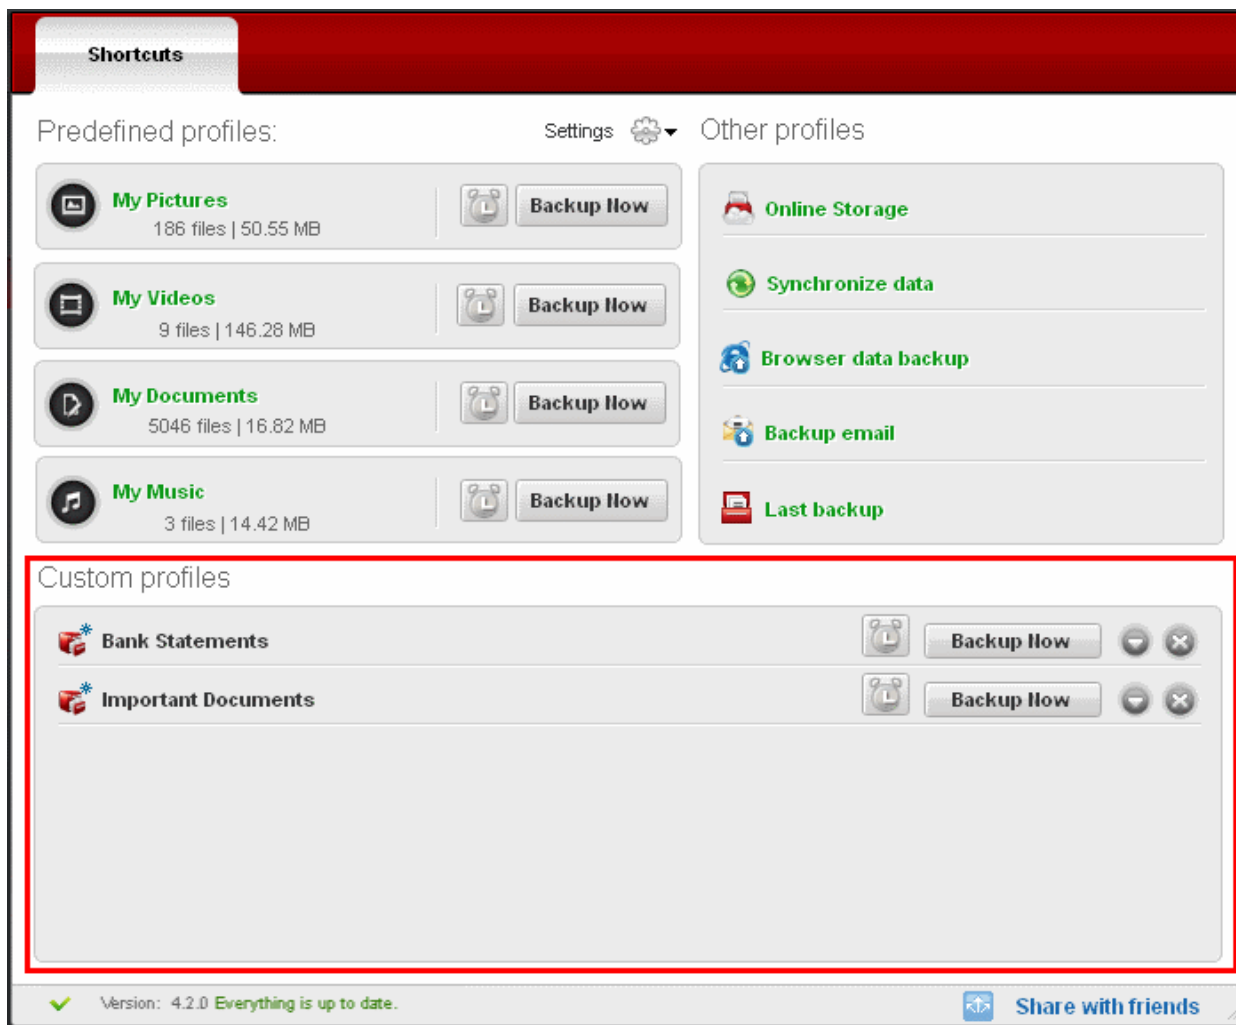 Shortcuts
Predefined profiles:
Settings
My Pictures
186 files | 50.55 MB
Backup Now
My Videos
9 files | 146.28 MB
Backup Now
My Documents
5046 files | 16.82 MB
Backup Now
My Music
3 files | 14.42 MB
Backup Now
Other profiles
Online Storage
Synchronize data
Browser data backup
Backup email
Last backup
Custom profiles
Bank Statements
Backup Now
Important Documents
Backup Now
Version: 4.2.0 Everything is up to date.
Share with friends